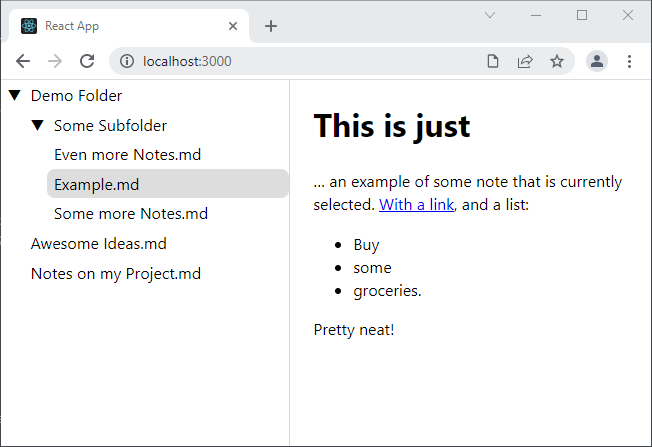 React App
localhost:3000
Demo Folder
Some Subfolder
Even more Notes.md
Example.md
Some more Notes.md
Awesome Ideas.md
Notes on my Project.md
This is just
... an example of some note that is currently
selected. With a link, and a list:
Buy
some
groceries.
Pretty neat!